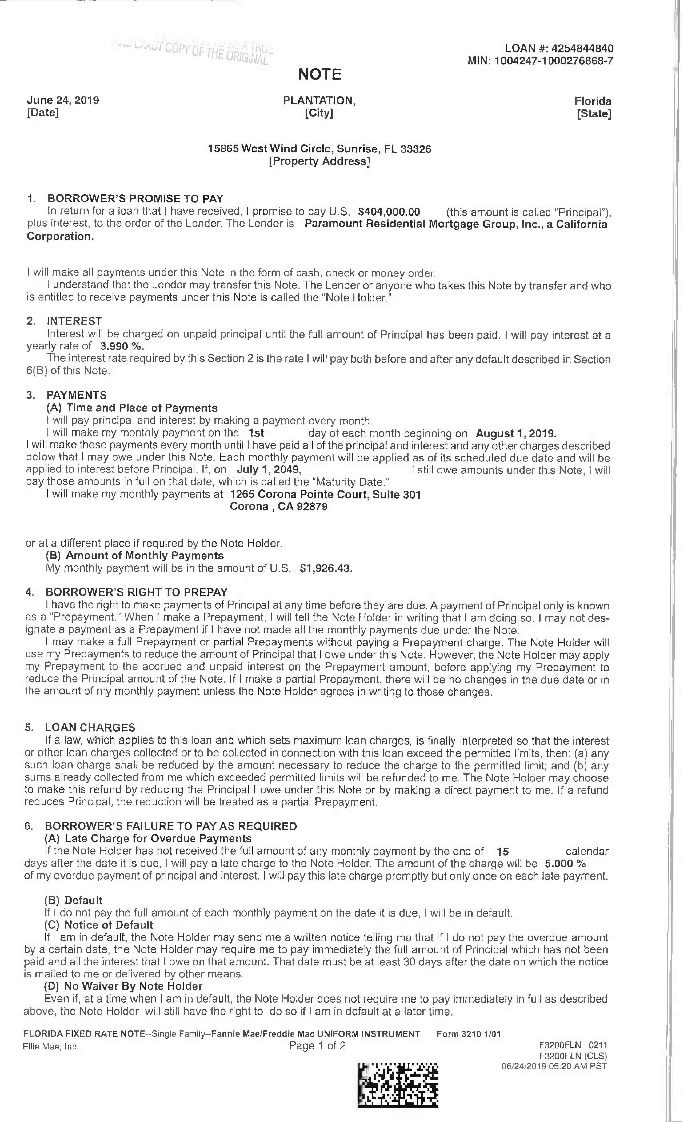 EXACT COPY OF THE ORIGINAL
LOAN #: 4254844840
MIN: 1004247-1000276868-7
NOTE
June 24, 2019 PLANTATION, Florida
[Date] [City] [State]
15865 West Wind Circle, Sunrise, FL 33326
[Property Address]
1. BORROWER'S PROMISE TO PAY
In return for a loan that I have received, I promise to pay U.S. $404,000.00 (this amount is called "Principal"),
plus interest, to the order of the Lender. The Lender is Paramount Residential Mortgage Group, Inc., a California
Corporation.
I will make all payments under this Note in the form of cash, check or money order.
I understand that the Lender may transfer this Note. The Lender or anyone who takes this Note by transfer and who
is entitled to receive payments under this Note is called the "Note Holder."
2. INTEREST
Interest will be charged on unpaid principal until the full amount of Principal has been paid. I will pay interest at a
yearly rate of 3.990 %.
The interest rate required by this Section 2 is the rate I will pay both before and after any default described in Section
6(B) of this Note.
3. PAYMENTS
(A) Time and Place of Payments
I will pay principal and interest by making a payment every month.
I will make my monthly payment on the 1st day of each month beginning on August 1, 2019.
I will make these payments every month until I have paid all of the principal and interest and any other charges described
below that I may owe under this Note. Each monthly payment will be applied as of its scheduled due date and will be
applied to interest before Principal. If, on July 1, 2049, I still owe amounts under this Note, I will
pay those amounts in full on that date, which is called the "Maturity Date."
I will make my monthly payments at 1265 Corona Pointe Court, Suite 301
Corona , CA 92879
or at a different place if required by the Note Holder.
(B) Amount of Monthly Payments
My monthly payment will be in the amount of U.S. $1,926.43.
4. BORROWER'S RIGHT TO PREPAY
I have the right to make payments of Principal at any time before they are due. A payment of Principal only is known
as a "Prepayment." When I make a Prepayment, I will tell the Note Holder in writing that I am doing so. I may not des-
ignate a payment as a Prepayment if I have not made all the monthly payments due under the Note.
I may make a full Prepayment or partial Prepayments without paying a Prepayment charge. The Note Holder will
use my Prepayments to reduce the amount of Principal that I owe under this Note. However, the Note Holder may apply
my Prepayment to the accrued and unpaid interest on the Prepayment amount, before applying my Prepayment to
reduce the Principal amount of the Note. If I make a partial Prepayment, there will be no changes in the due date or in
the amount of my monthly payment unless the Note Holder agrees in writing to those changes.
5. LOAN CHARGES
If a law, which applies to this loan and which sets maximum loan charges, is finally interpreted so that the interest
or other loan charges collected or to be collected in connection with this loan exceed the permitted limits, then: (a) any
such loan charge shall be reduced by the amount necessary to reduce the charge to the permitted limit; and (b) any
sums already collected from me which exceeded permitted limits will be refunded to me. The Note Holder may choose
to make this refund by reducing the Principal I owe under this Note or by making a direct payment to me. If a refund
reduces Principal, the reduction will be treated as a partial Prepayment.
6. BORROWER'S FAILURE TO PAY AS REQUIRED
(A) Late Charge for Overdue Payments
If the Note Holder has not received the full amount of any monthly payment by the end of 15 calendar
days after the date it is due, I will pay a late charge to the Note Holder. The amount of the charge will be 5.000 %
of my overdue payment of principal and interest. I will pay this late charge promptly but only once on each late payment.
(B) Default
If I do not pay the full amount of each monthly payment on the date it is due, I will be in default.
(C) Notice of Default
If I am in default, the Note Holder may send me a written notice telling me that if I do not pay the overdue amount
by a certain date, the Note Holder may require me to pay immediately the full amount of Principal which has not been
paid and all the interest that I owe on that amount. That date must be at least 30 days after the date on which the notice
is mailed to me or delivered by other means.
(D) No Waiver By Note Holder
Even if, at a time when I am in default, the Note Holder does not require me to pay immediately in full as described
above, the Note Holder will still have the right to do so if I am in default at a later time.
FLORIDA FIXED RATE NOTE--Single Family--Fannie Mae/Freddie Mac UNIFORM INSTRUMENT Form 3210 1/01
Ellie Mae, Inc. Page 1 of 2 F3200FLN 0211
F3200FLN (CLS)
06/24/2019 05:20 AM PST